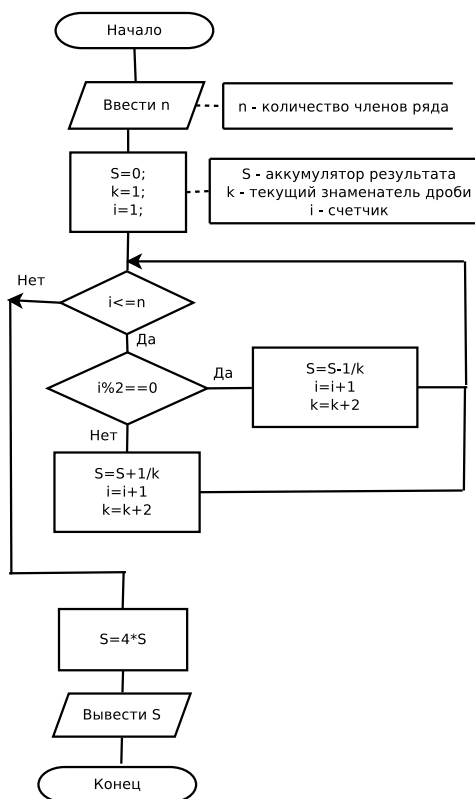 Начало
Ввести n
n - количество членов ряда
S=0;
k=1;
i=1;
S - аккумулятор результата
k - текущий знаменатель дроби
i - счетчик
Нет
i<=n
Да
i%2==0
Да
S=S-1/k
i=i+1
k=k+2
Нет
S=S+1/k
i=i+1
k=k+2
S=4*S
Вывести S
Конец